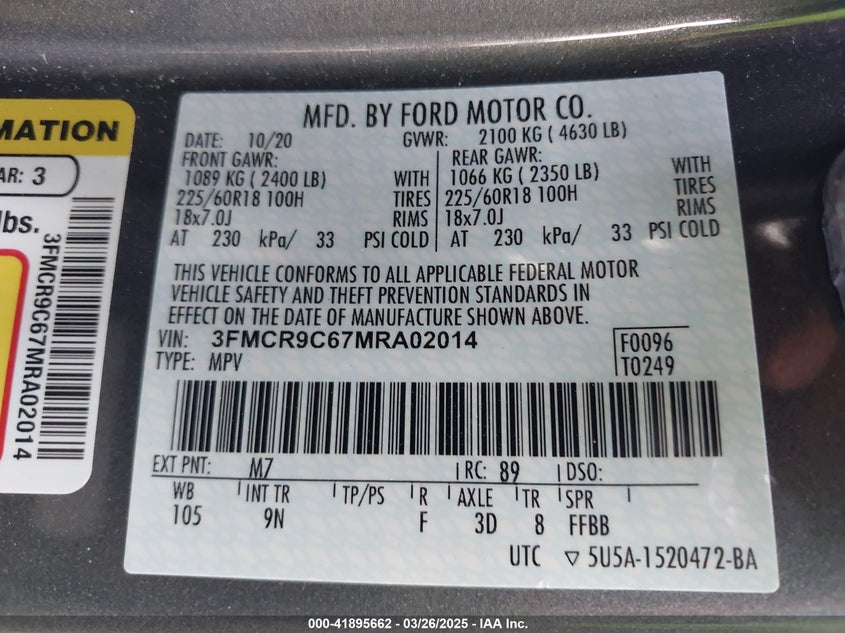 MATION
AR: 3
lbs.
3FMCR9C67MRA02014
MFD. BY FORD MOTOR CO.
DATE: 10/20 GVWR: 2100 KG ( 4630 LB)
FRONT GAWR: REAR GAWR:
1089 KG ( 2400 LB) WITH 1066 KG ( 2350 LB) WITH
225/60R18 100H TIRES 225/60R18 100H TIRES
18x7.0J RIMS 18x7.0J RIMS
AT 230 kPa/ 33 PSI COLD AT 230 kPa/ 33 PSI COLD
THIS VEHICLE CONFORMS TO ALL APPLICABLE FEDERAL MOTOR
VEHICLE SAFETY AND THEFT PREVENTION STANDARDS IN
EFFECT ON THE DATE OF MANUFACTURE SHOWN ABOVE.
VIN: 3FMCR9C67MRA02014 F0096
TYPE: MPV T0249
EXT PNT: M7 RC: 89 DSO:
WB INT TR TP/PS R AXLE TR SPR
105 9N F 3D 8 FFBB
UTC ▽ 5U5A-1520472-BA
000-41895662 - 03/26/2025 - IAA Inc.